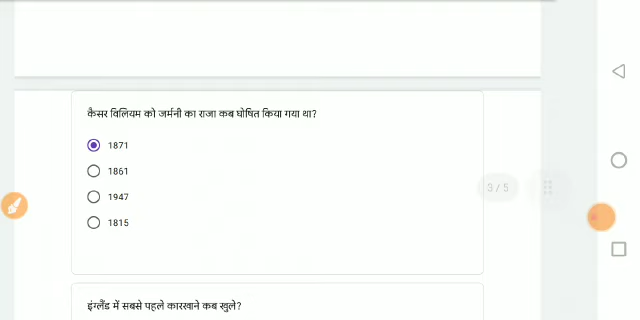 कैसर विलियम को जर्मनी का राजा कब घोषित किया गया था?
1871
1861
1947
1815
3 / 5
इंग्लैंड में सबसे पहले कारखाने कब खुले?